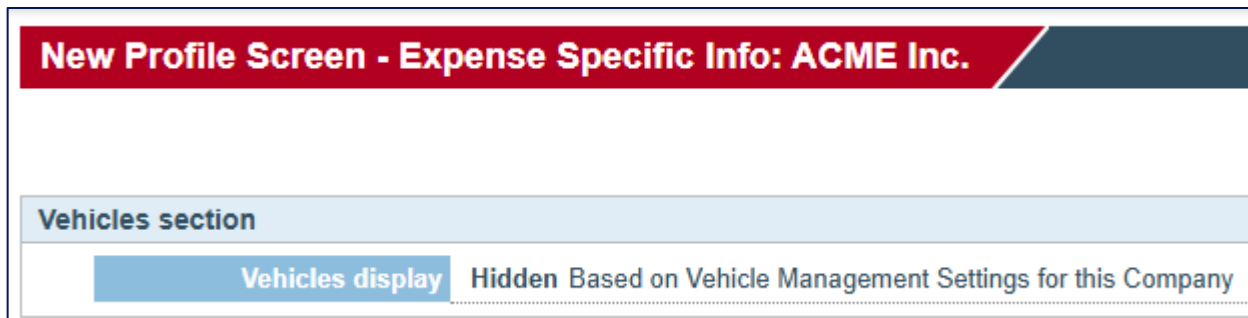 New Profile Screen - Expense Specific Info: ACME Inc.
Vehicles section
Vehicles display Hidden Based on Vehicle Management Settings for this Company